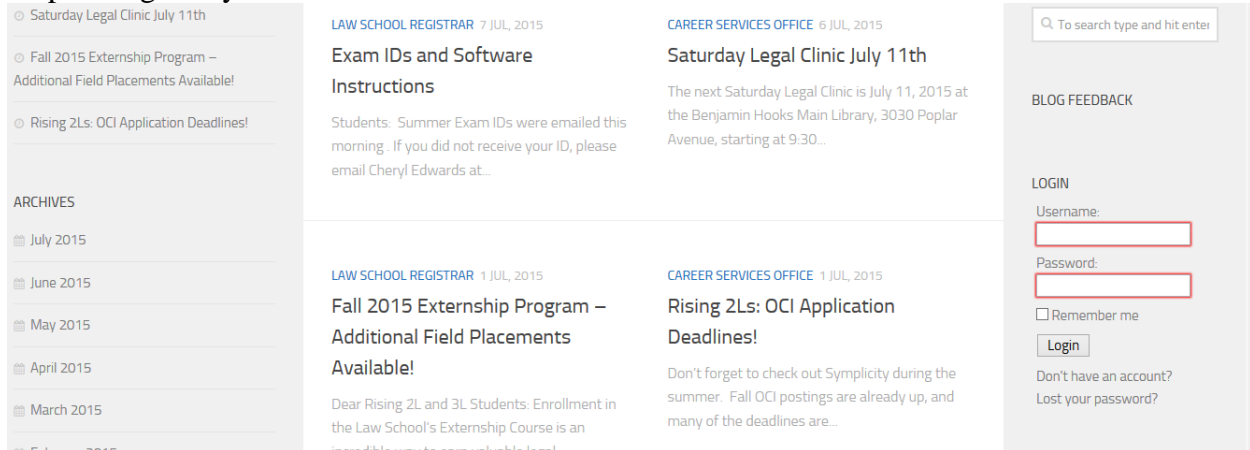 Saturday Legal Clinic July 11th
Fall 2015 Externship Program –
Additional Field Placements Available!
Rising 2Ls: OCI Application Deadlines!
ARCHIVES
July 2015
June 2015
May 2015
April 2015
March 2015
LAW SCHOOL REGISTRAR 7 JUL, 2015
Exam IDs and Software
Instructions
Students: Summer Exam IDs were emailed this
morning . If you did not receive your ID, please
email Cheryl Edwards at...
CAREER SERVICES OFFICE 6 JUL, 2015
Saturday Legal Clinic July 11th
The next Saturday Legal Clinic is July 11, 2015 at
the Benjamin Hooks Main Library, 3030 Poplar
Avenue, starting at 9:30...
LAW SCHOOL REGISTRAR 1 JUL, 2015
Fall 2015 Externship Program –
Additional Field Placements
Available!
Dear Rising 2L and 3L Students: Enrollment in
the Law School's Externship Course is an
CAREER SERVICES OFFICE 1 JUL, 2015
Rising 2Ls: OCI Application
Deadlines!
Don't forget to check out Symplicity during the
summer. Fall OCI postings are already up, and
many of the deadlines are...
To search type and hit enter
BLOG FEEDBACK
LOGIN
Username:
Password:
Remember me
Login
Don't have an account?
Lost your password?